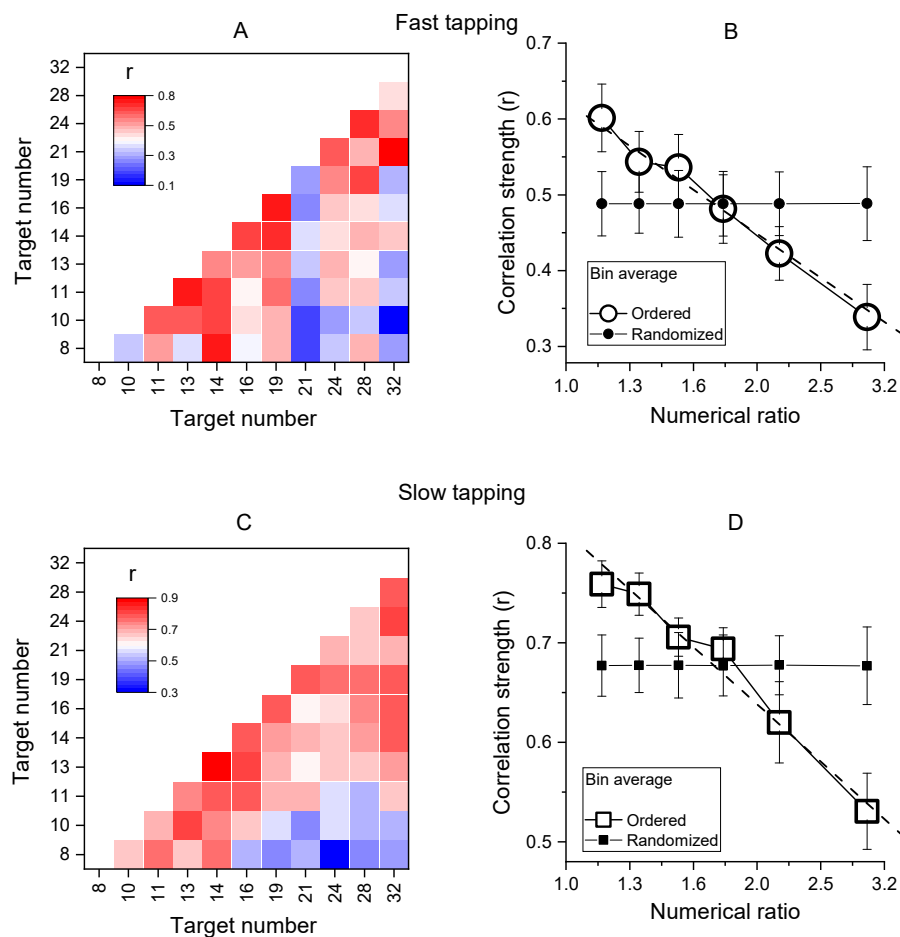 Fast tapping
A
Target number
32
28
24
21
19
16
14
13
11
10
8
r
0.8
0.5
0.3
0.1
8 10 11 13 14 16 19 21 24 28 32
Target number
B
Correlation strength (r)
0.7
0.6
0.5
0.4
0.3
Bin average
Ordered
Randomized
1.0 1.3 1.6 2.0 2.5 3.2
Numerical ratio
Slow tapping
C
Target number
32
28
24
21
19
16
14
13
11
10
8
r
0.9
0.7
0.5
0.3
8 10 11 13 14 16 19 21 24 28 32
Target number
D
Correlation strength (r)
0.8
0.7
0.6
0.5
Bin average
Ordered
Randomized
1.0 1.3 1.6 2.0 2.5 3.2
Numerical ratio